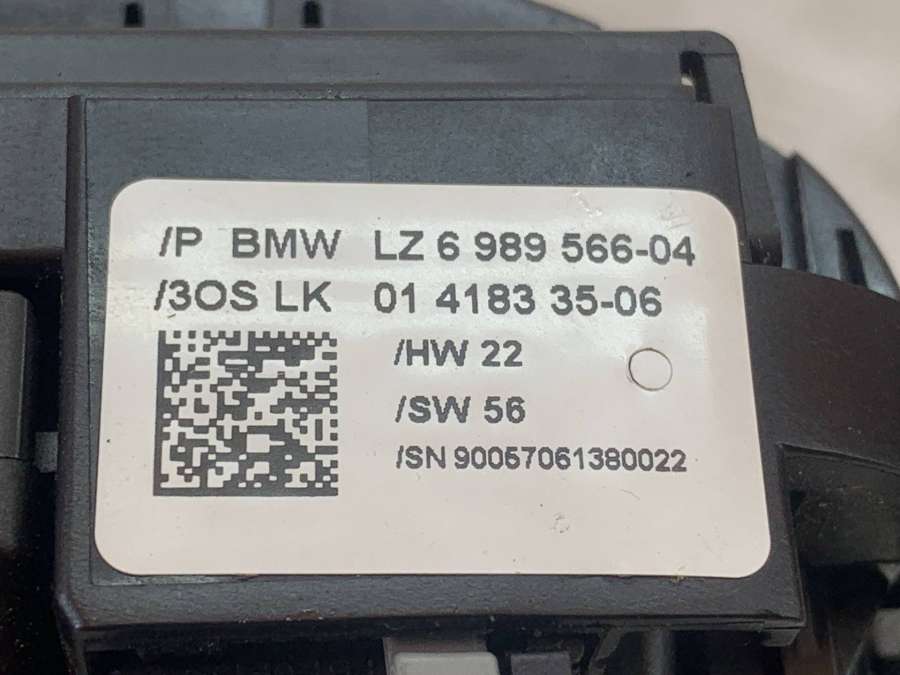 /P BMW LZ 6 989 566-04
/3OS LK 01 4183 35-06
/HW 22
/SW 56
/SN 90057061380022